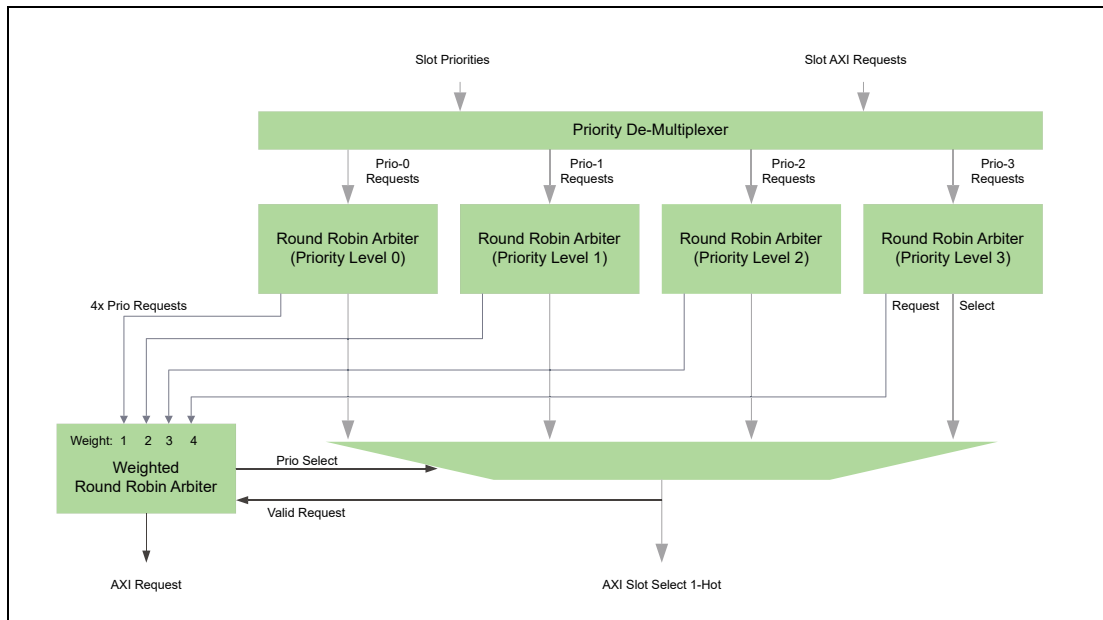 Slot Priorities
Slot AXI Requests
Priority De-Multiplexer
Prio-0
Requests
Prio-1
Requests
Prio-2
Requests
Prio-3
Requests
Round Robin Arbiter
(Priority Level 0)
Round Robin Arbiter
(Priority Level 1)
Round Robin Arbiter
(Priority Level 2)
Round Robin Arbiter
(Priority Level 3)
4x Prio Requests
Request
Select
Weight: 1 2 3 4
Weighted
Round Robin Arbiter
Prio Select
Valid Request
AXI Request
AXI Slot Select 1-Hot